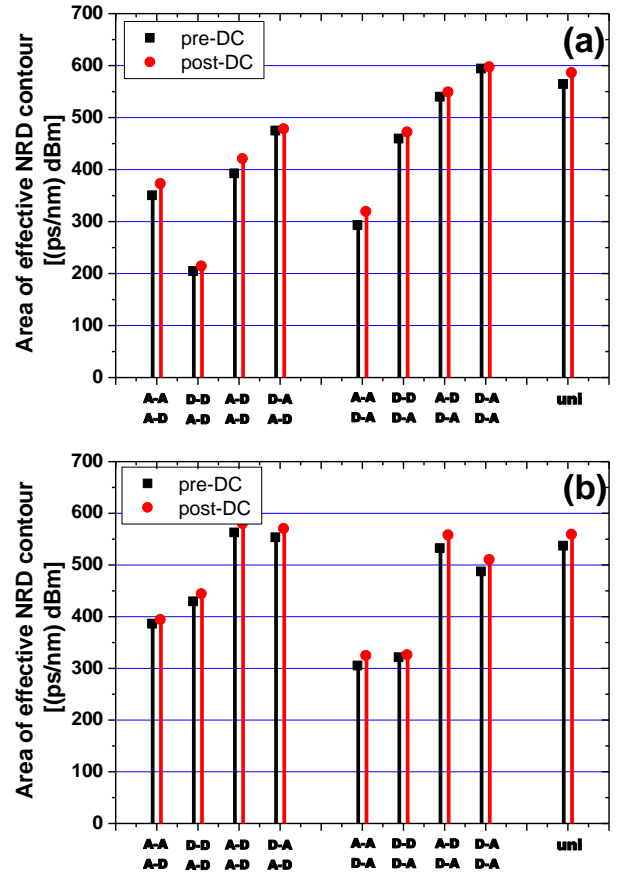 (a)
pre-DC
post-DC
Area of effective NRD contour
[(ps/nm) dBm]
700
600
500
400
300
200
100
0
A-A D-D A-D D-A A-A D-D A-D D-A uni
A-D A-D A-D A-D D-A D-A D-A D-A
(b)
pre-DC
post-DC
Area of effective NRD contour
[(ps/nm) dBm]
700
600
500
400
300
200
100
0
A-A D-D A-D D-A A-A D-D A-D D-A uni
A-D A-D A-D A-D D-A D-A D-A D-A